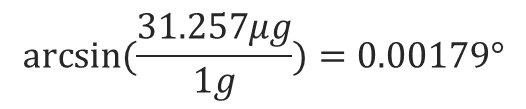 arcsin(31.257μg/1g) = 0.00179°